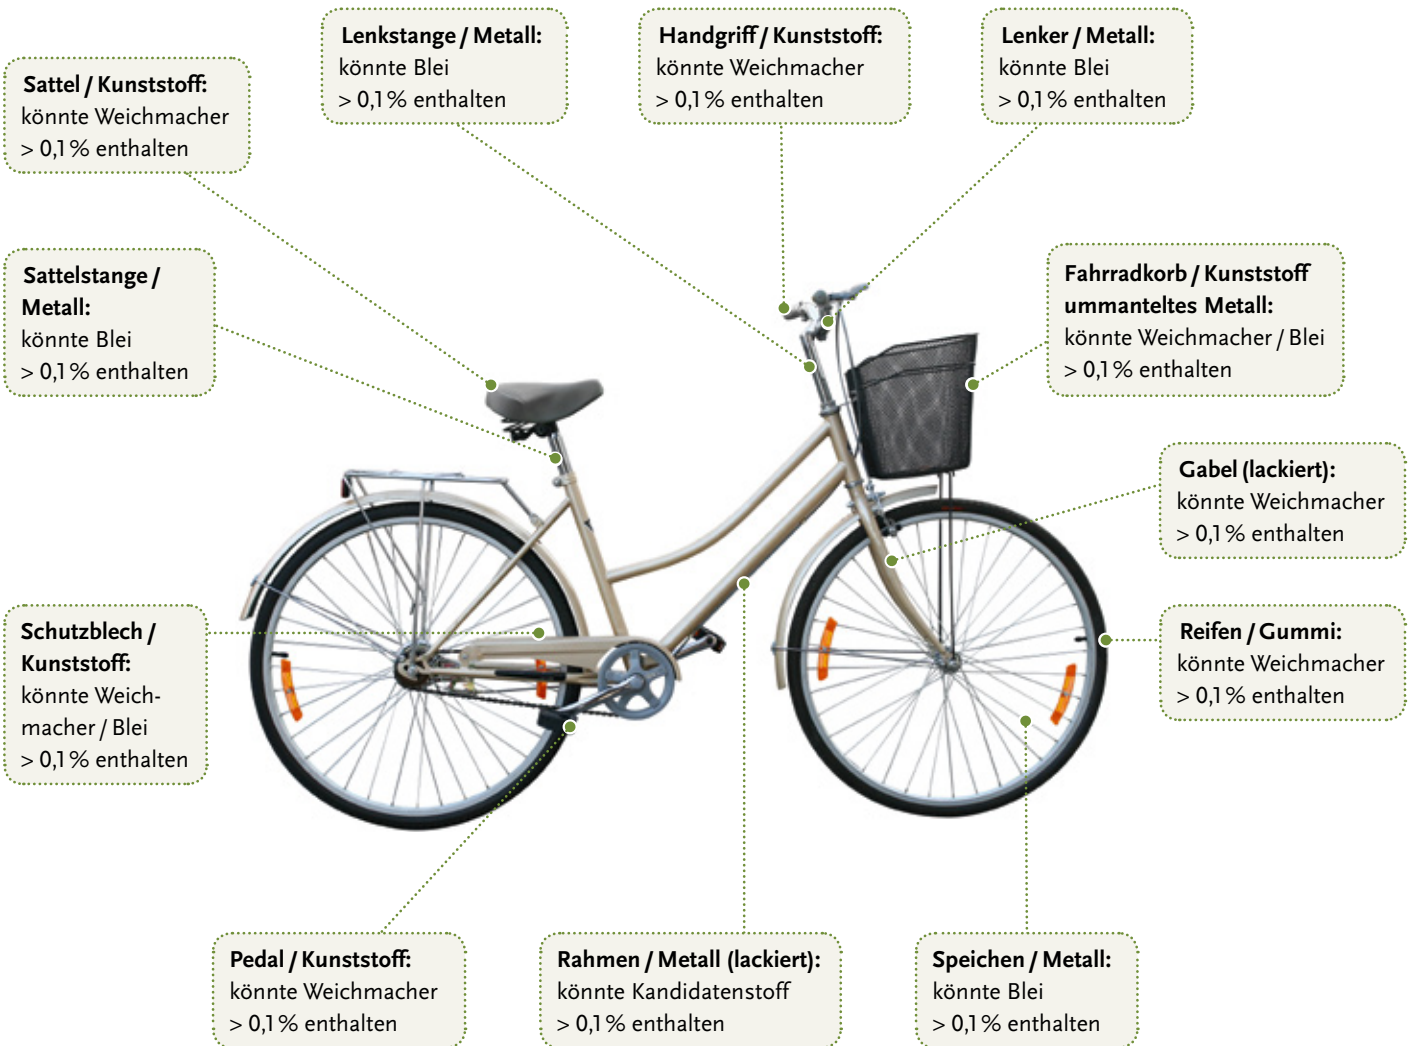 Lenkstange / Metall:
könnte Blei
> 0,1 % enthalten
Handgriff / Kunststoff:
könnte Weichmacher
> 0,1 % enthalten
Lenker / Metall:
könnte Blei
> 0,1 % enthalten
Sattel / Kunststoff:
könnte Weichmacher
> 0,1 % enthalten
Sattelstange /
Metall:
könnte Blei
> 0,1 % enthalten
Fahrradkorb / Kunststoff
ummanteltes Metall:
könnte Weichmacher / Blei
> 0,1 % enthalten
Gabel (lackiert):
könnte Weichmacher
> 0,1 % enthalten
Schutzblech /
Kunststoff:
könnte Weich-
macher / Blei
> 0,1 % enthalten
Reifen / Gummi:
könnte Weichmacher
> 0,1 % enthalten
Pedal / Kunststoff:
könnte Weichmacher
> 0,1 % enthalten
Rahmen / Metall (lackiert):
könnte Kandidatenstoff
> 0,1 % enthalten
Speichen / Metall:
könnte Blei
> 0,1 % enthalten